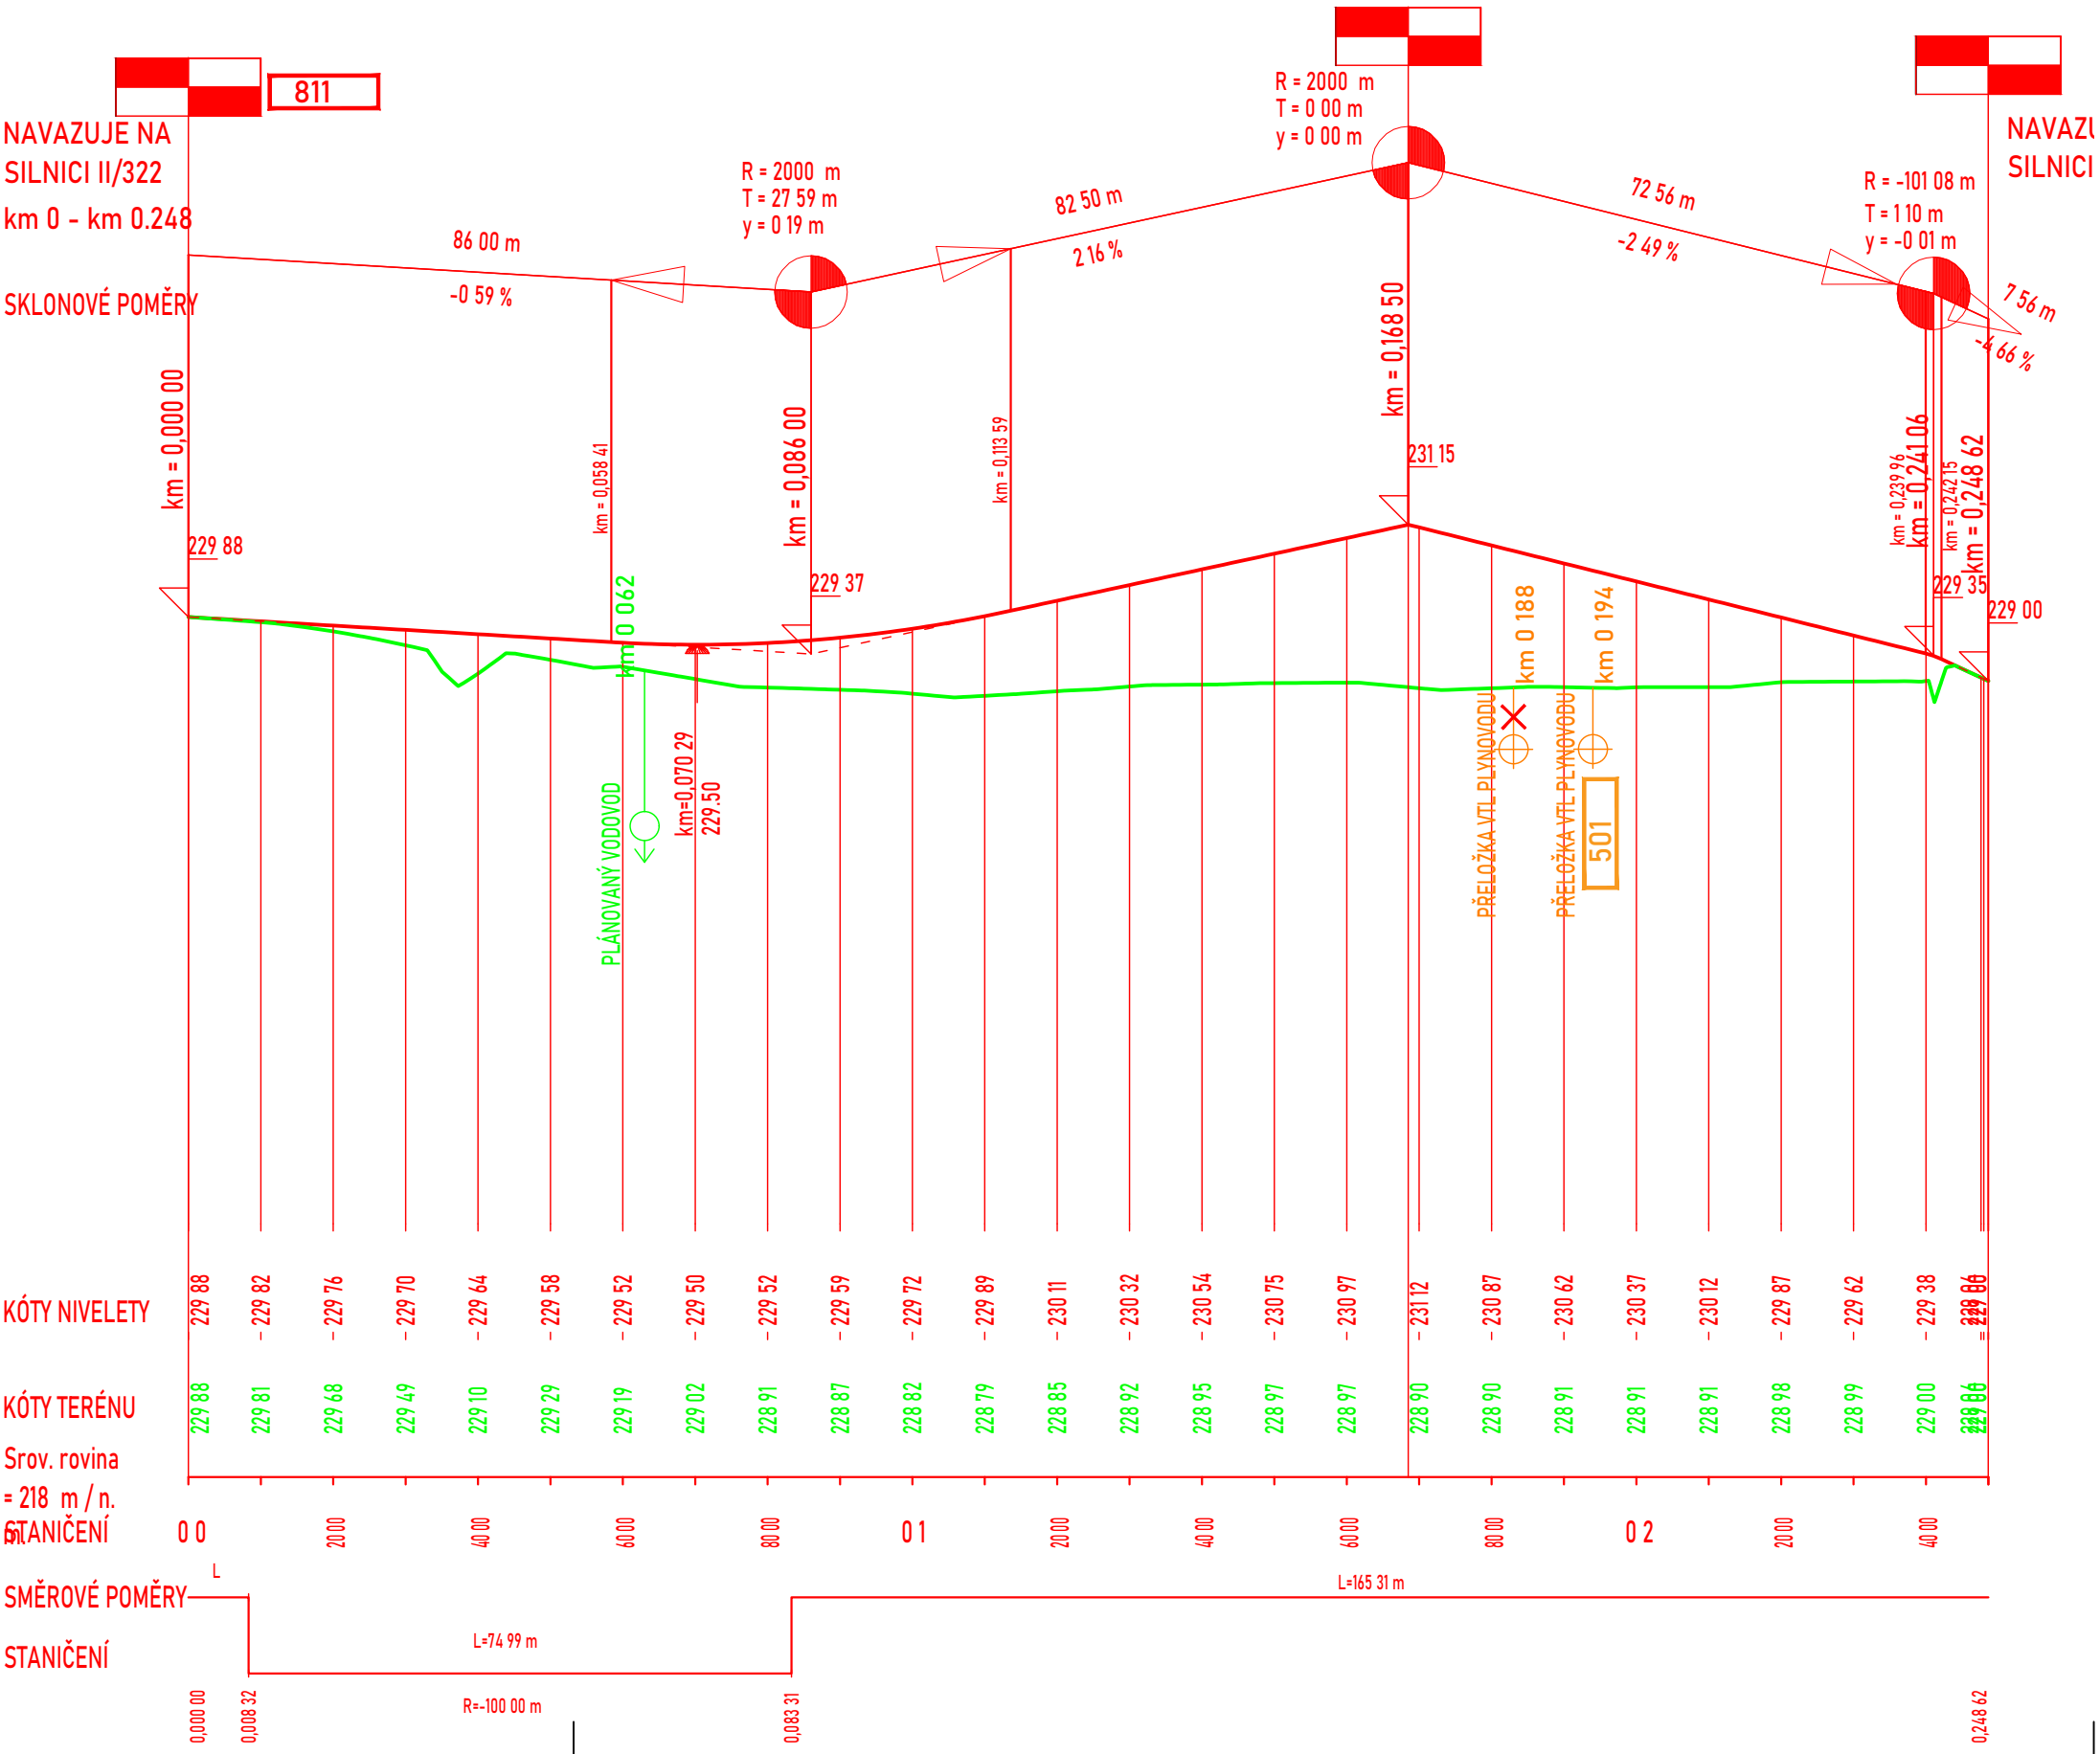 811
NAVAZUJE NA
SILNICI II/322
km 0 - km 0.248
R = 2000 m
T = 27 59 m
y = 0 19 m
R = 2000 m
T = 0 00 m
y = 0 00 m
R = -101 08 m
T = 1 10 m
y = -0 01 m
SILNICI
SKLONOVÉ POMĚRY
86 00 m
-0 59 %
82 50 m
2 16 %
72 56 m
-2 49 %
7 56 m
-4 66 %
km = 0,000 00
km = 0,058 41
km = 0,086 00
km = 0,113 59
km = 0,168 50
km = 0,239 96
km = 0,241 06
km = 0,242 15
km = 0,248 62
229 88
229 37
231 15
229 35
229 00
km 0 062
PLÁNOVANÝ VODOVOD
km=0,070 29
229.50
km 0 188
PŘELOŽKA VTL PLYNOVODU
km 0 194
PŘELOŽKA VTL PLYNOVODU
501
KÓTY NIVELETY
229 88
229 82
229 76
229 70
229 64
229 58
229 52
229 50
229 52
229 59
229 72
229 89
230 11
230 32
230 54
230 75
230 97
231 12
230 87
230 62
230 37
230 12
229 87
229 62
229 38
229 00
KÓTY TERÉNU
229 88
229 81
229 68
229 49
229 10
229 29
229 19
229 02
228 91
228 87
228 82
228 79
228 85
228 92
228 95
228 97
228 97
228 90
228 90
228 91
228 91
228 91
228 98
228 99
229 00
229 00
Srov. rovina
= 218 m / n.
m.
STANIČENÍ
0 0
20 00
40 00
60 00
80 00
0 1
20 00
40 00
60 00
80 00
0 2
20 00
40 00
SMĚROVÉ POMĚRY
L
L=74 99 m
R=-100 00 m
L=165 31 m
STANIČENÍ
0,000 00
0,008 32
0,083 31
0,248 62